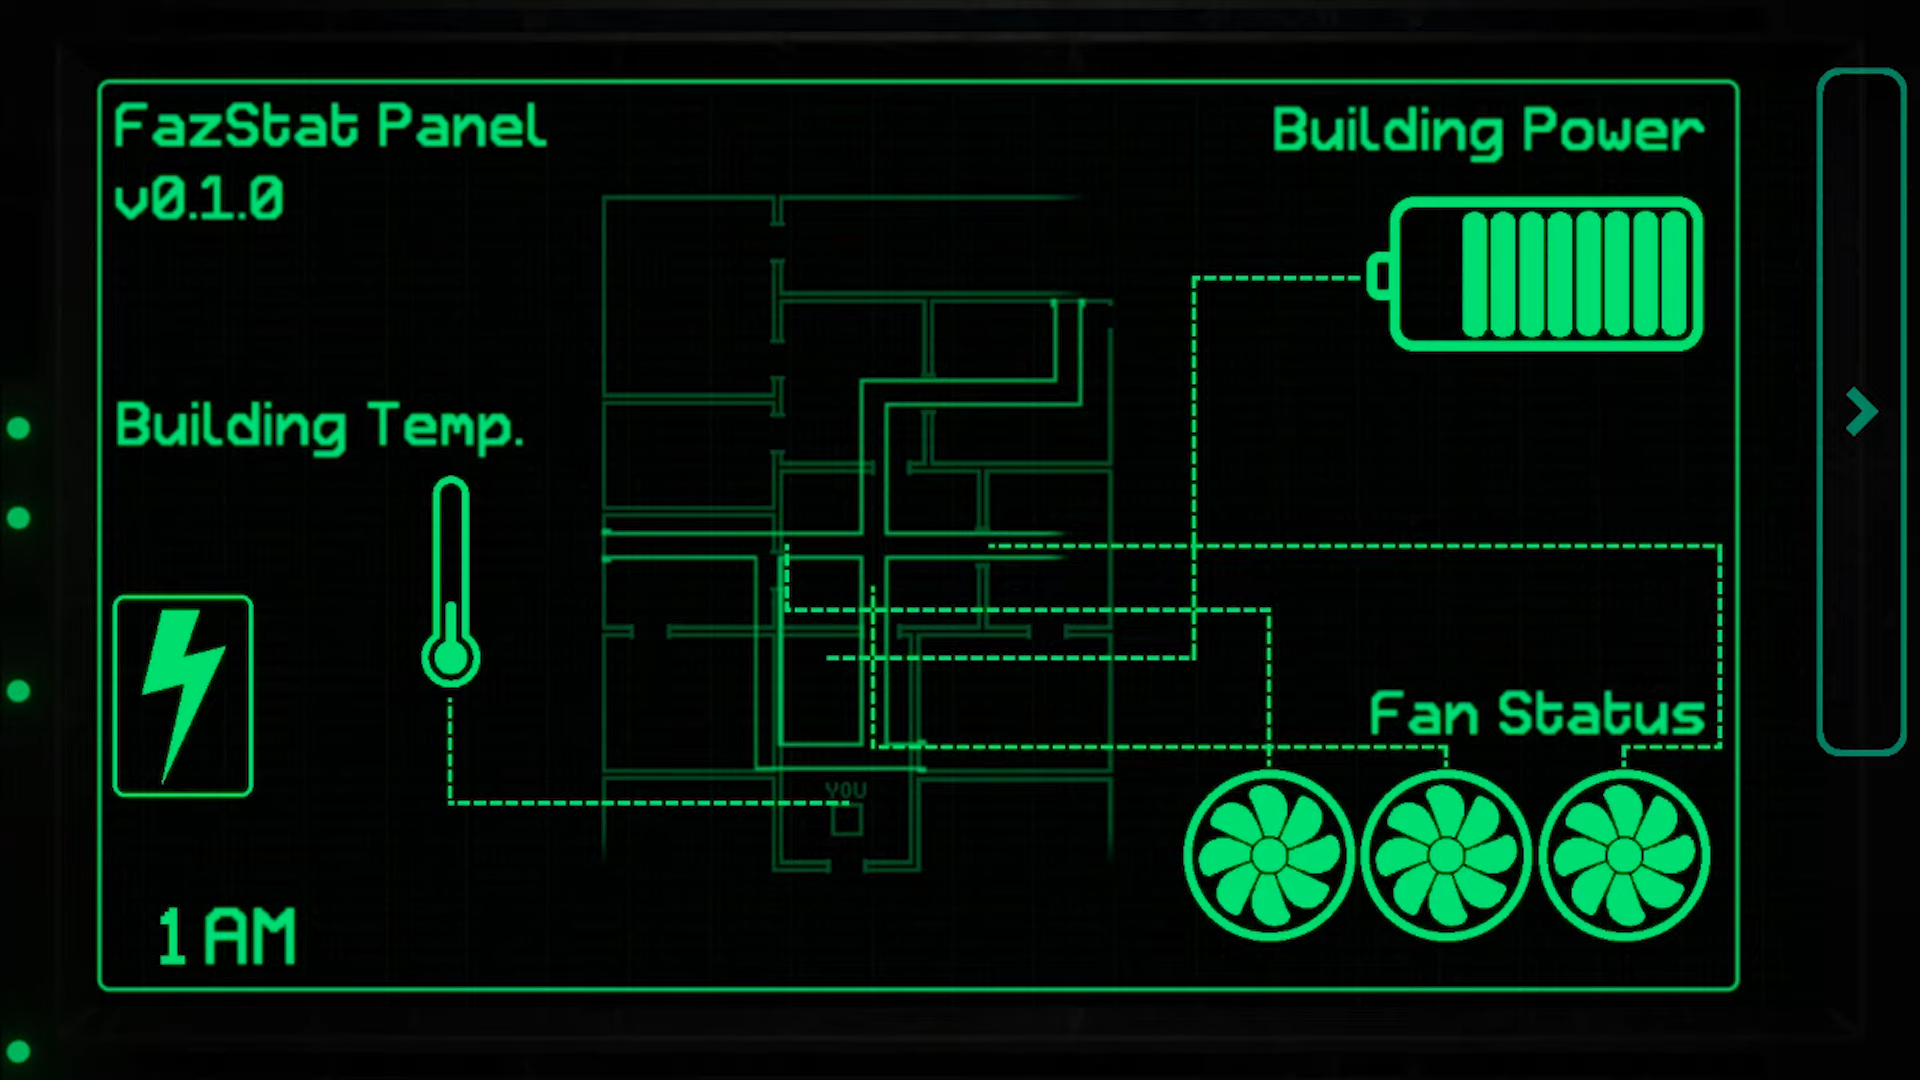 FazStat Panel
v0.1.0
Building Power
Building Temp.
Fan Status
YOU
1 AM